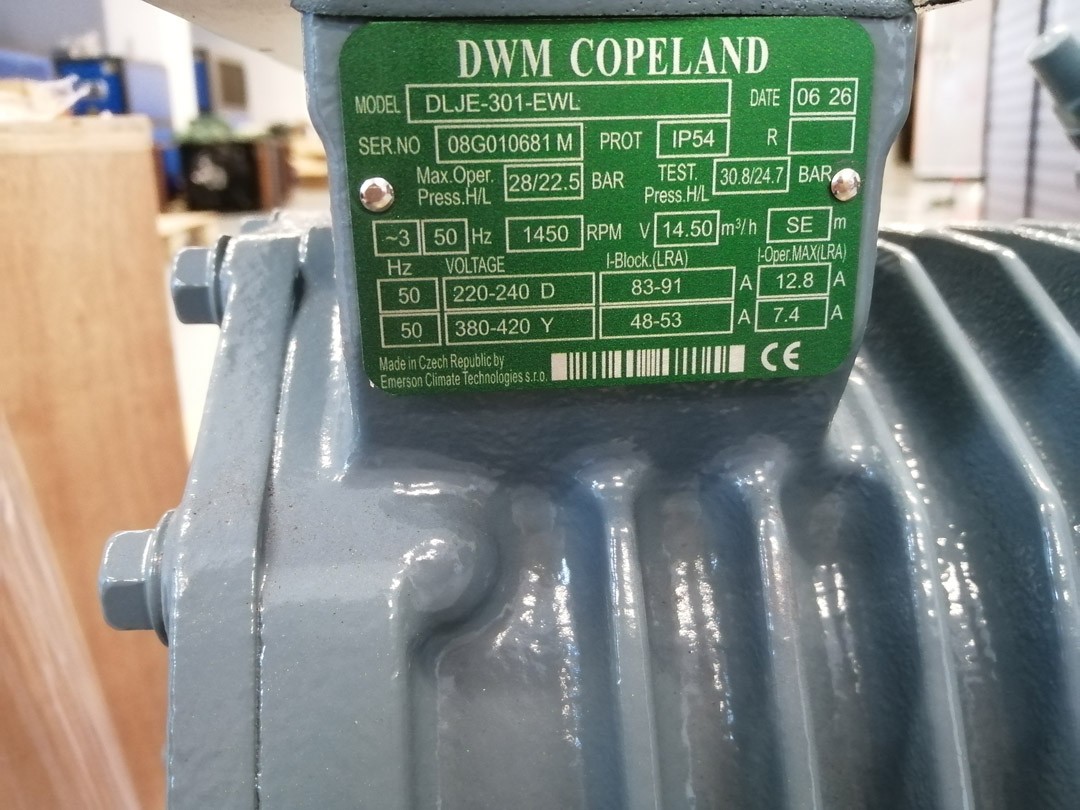 DWM COPELAND
MODEL DLJE-301-EWL DATE 06 26
SER.NO 08G010681 M PROT IP54 R
Max.Oper. Press.H/L 28/22.5 BAR TEST. Press.H/L 30.8/24.7 BAR
~3 50 Hz 1450 RPM V 14.50 m³/h SE m
Hz VOLTAGE I-Block.(LRA) I-Oper.MAX(LRA)
50 220-240 D 83-91 A 12.8 A
50 380-420 Y 48-53 A 7.4 A
Made in Czech Republic by
Emerson Climate Technologies s.r.o. CE